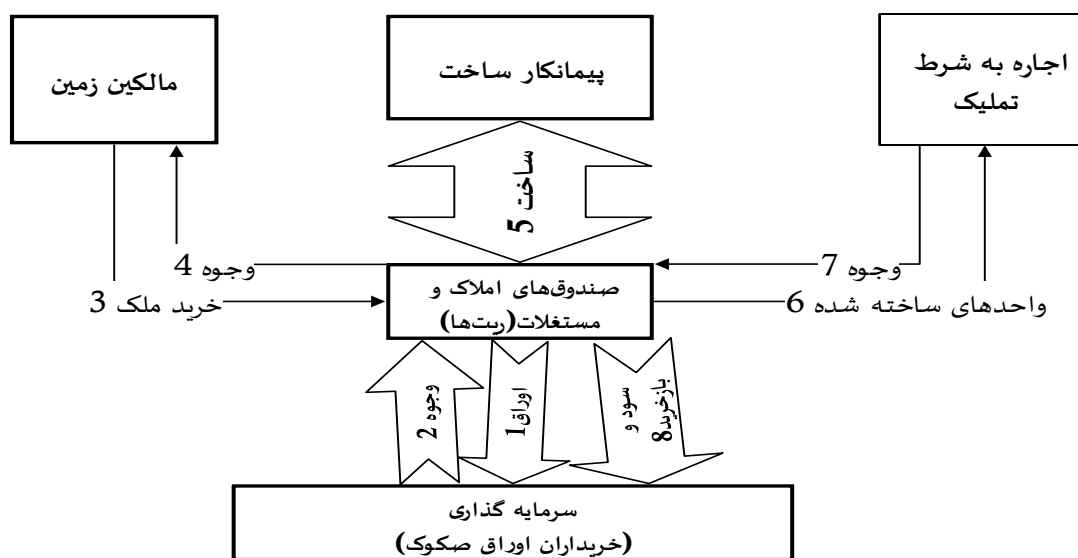 اجاره به شرط
تملیک
پیمانکار ساخت
مالکین زمین
ساخت 5
وجوه 7
وجوه 4
واحدهای ساخته شده 6
خرید ملک 3
صندوق‌های املاک و
مستغلات(ریت‌ها)
سود و
بازخرید8
اوراق1
وجوه 2
سرمایه گذاری
(خریداران اوراق صکوک)